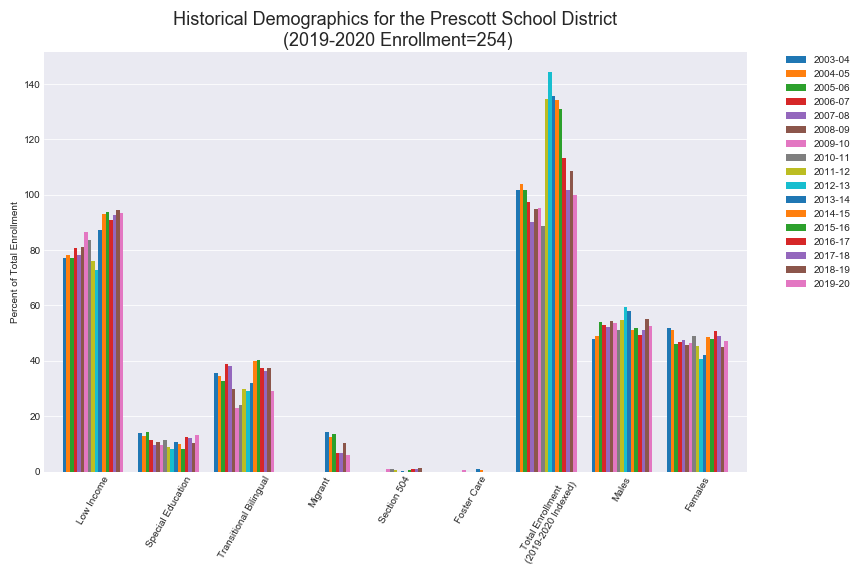 Historical Demographics for the Prescott School District
(2019-2020 Enrollment=254)
Percent of Total Enrollment
140
120
100
80
60
40
20
0
Low Income
Special Education
Transitional Bilingual
Migrant
Section 504
Foster Care
Total Enrollment
(2019-2020 Indexed)
Males
Females
2003-04
2004-05
2005-06
2006-07
2007-08
2008-09
2009-10
2010-11
2011-12
2012-13
2013-14
2014-15
2015-16
2016-17
2017-18
2018-19
2019-20